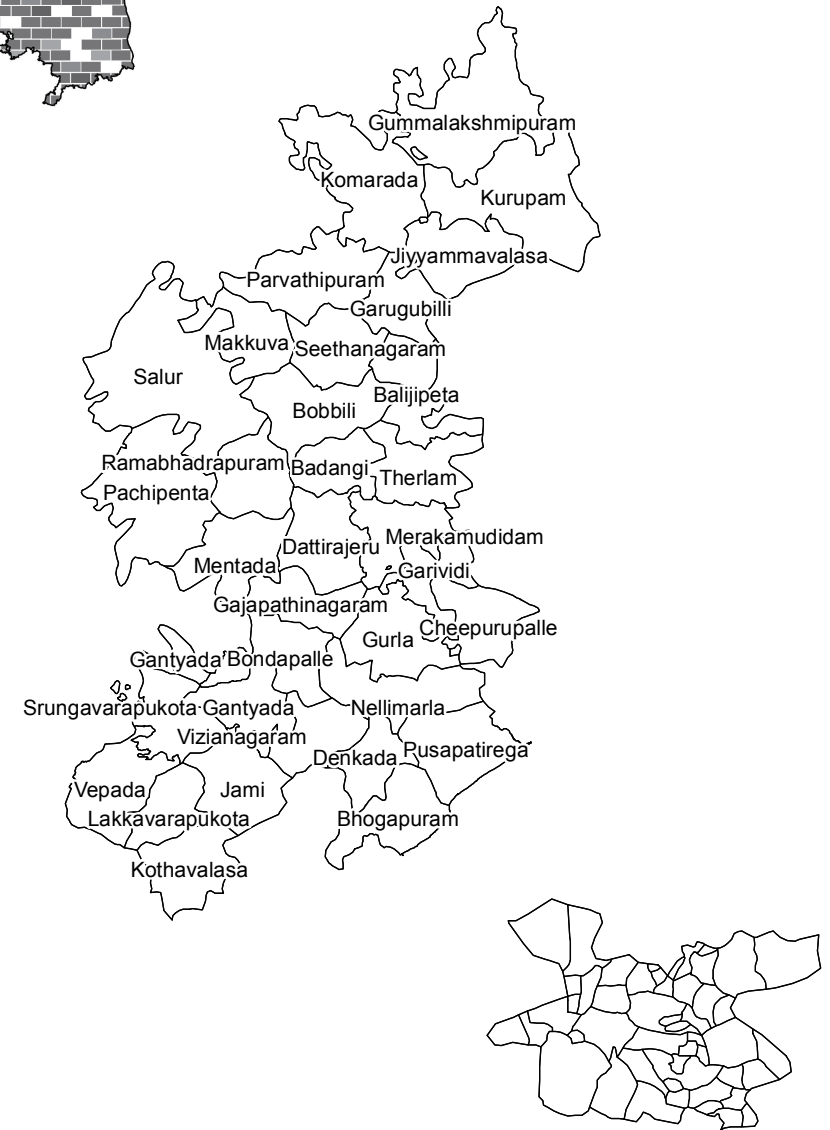 Gummalakshmipuram
Komarada
Kurupam
Jiyyammavalasa
Parvathipuram
Garugubilli
Makkuva
Seethanagaram
Salur
Balijipeta
Bobbili
Ramabhadrapuram
Badangi
Therlam
Pachipenta
Merakamudidam
Dattirajeru
Mentada
Garividi
Gajapathinagaram
Cheepurupalle
Gurla
Gantyada
Bondapalle
Srungavarapukota
Gantyada
Nellimarla
Vizianagaram
Denkada
Pusapatirega
Vepada
Jami
Lakkavarapukota
Bhogapuram
Kothavalasa